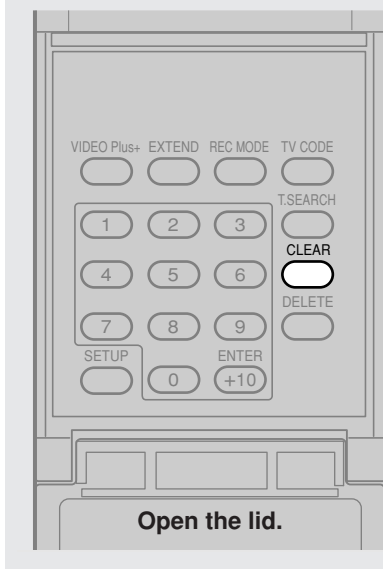 VIDEO Plus+ EXTEND REC MODE TV CODE
T.SEARCH
1 2 3
CLEAR
4 5 6
DELETE
7 8 9
SETUP ENTER
0 +10
Open the lid.